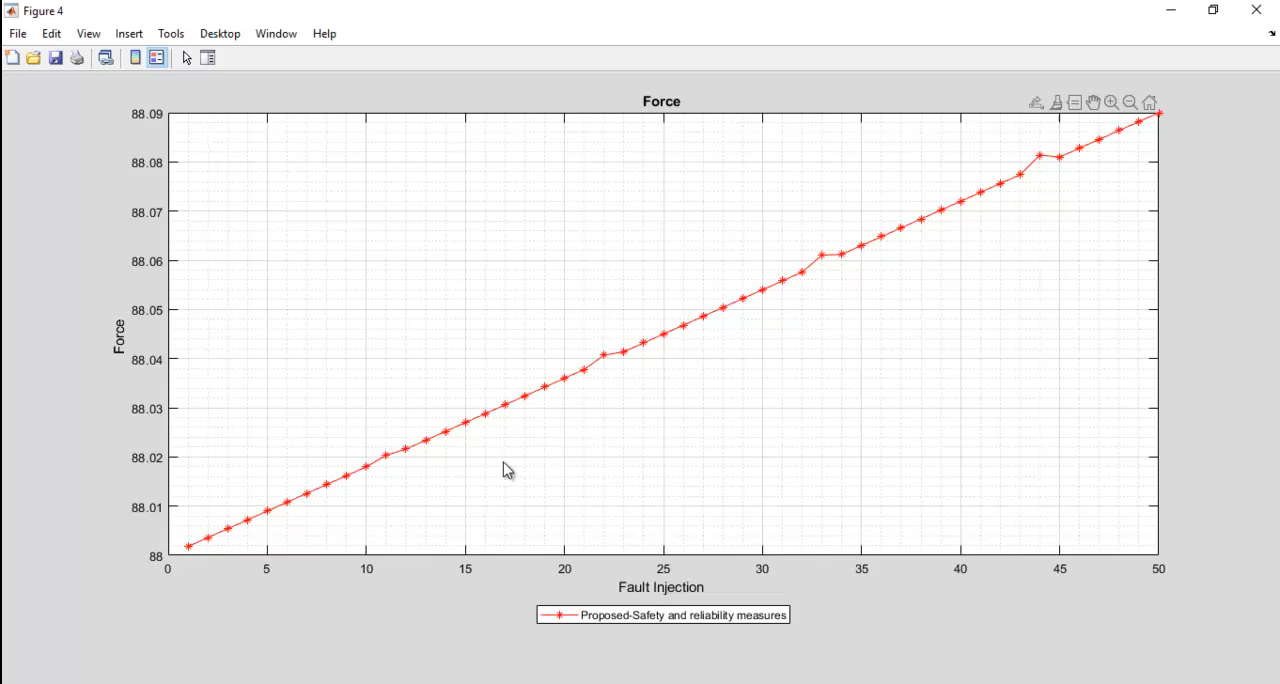 Figure 4
File Edit View Insert Tools Desktop Window Help
Force
88.09
88.08
88.07
88.06
88.05
88.04
88.03
88.02
88.01
88
Force
0 5 10 15 20 25 30 35 40 45 50
Fault Injection
Proposed-Safety and reliability measures